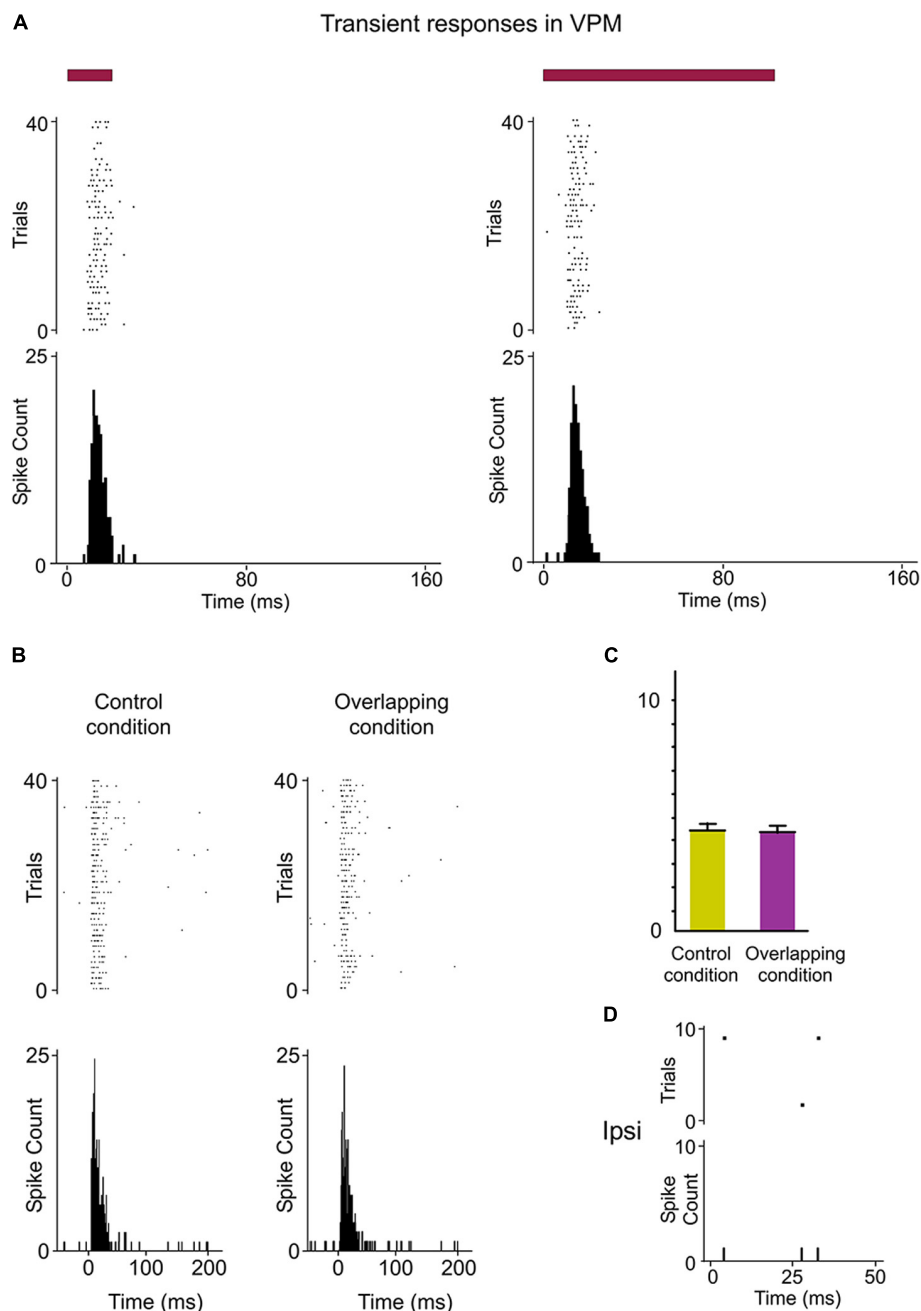 A
Transient responses in VPM
40
Trials
0
25
Spike Count
0
0 80 160
Time (ms)
40
Trials
0
25
Spike Count
0
0 80 160
Time (ms)
B
Control
condition
40
Trials
0
25
Spike Count
0
0 100 200
Time (ms)
Overlapping
condition
40
Trials
0
25
Spike Count
0
0 100 200
Time (ms)
C
10
0
Control
condition
Overlapping
condition
D
Ipsi
10
Trials
0
10
Spike
Count
0
0 25 50
Time (ms)